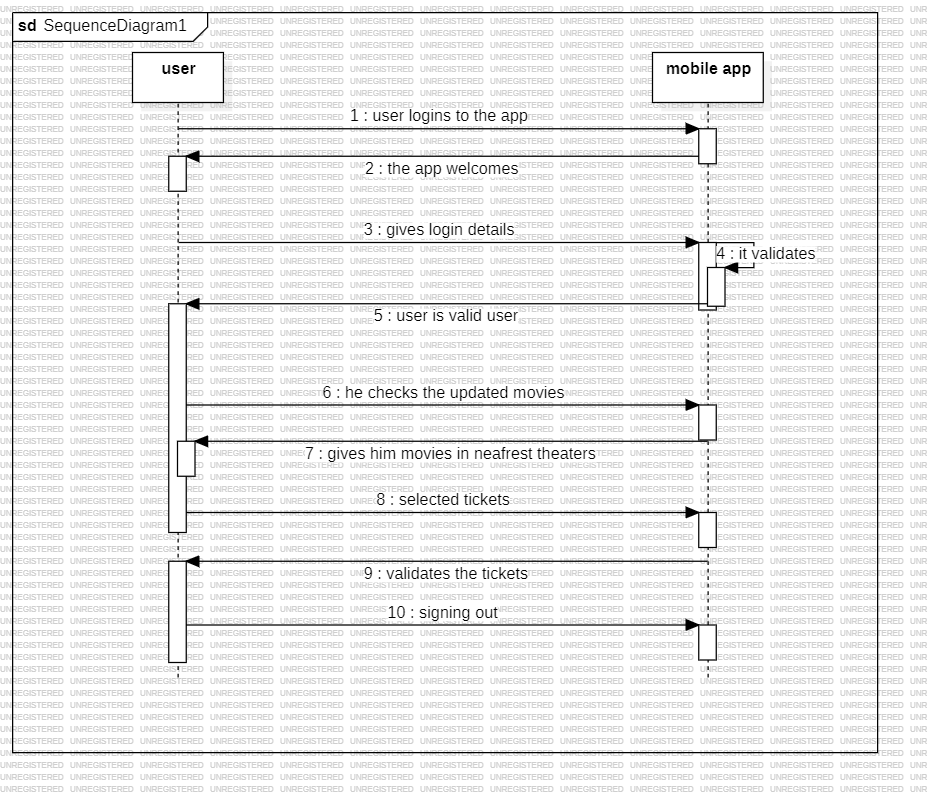 sd SequenceDiagram1
user
mobile app
1 : user logins to the app
2 : the app welcomes
3 : gives login details
4 : it validates
5 : user is valid user
6 : he checks the updated movies
7 : gives him movies in neafrest theaters
8 : selected tickets
9 : validates the tickets
10 : signing out
UNREGISTERED